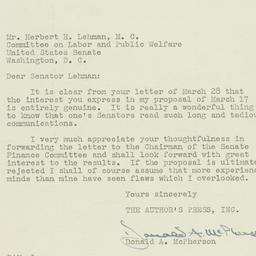 Mr. Herbert H. Lehman, M. C.
Committee on Labor and Public Welfare
United States Senate
Washington, D. C.
Dear Senator Lehman:
It is clear from your letter of March 28 that
the interest you express in my proposal of March 17
is entirely genuine. It is really a wonderful thing
to know that one's Senators read such long and
communications.
I very much appreciate your thoughtfulness in
forwarding the letter to the Chairman of the Senate
Finance Committee and shall look forward with great
interest to the results. If the proposal is
rejected I shall of course assume that more
minds than mine have seen flaws which I overlooked.
Yours sincerely
THE AUTHOR'S PRESS, INC.
Donald A. McPherson
Donald A. McPherson